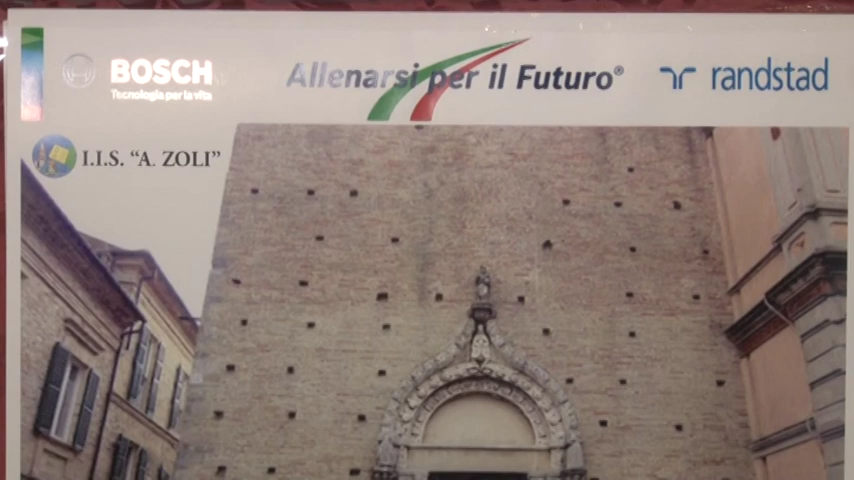 BOSCH
Tecnologia per la vita
Allenarsi per il Futuro®
randstad
I.I.S. “A. ZOLI”